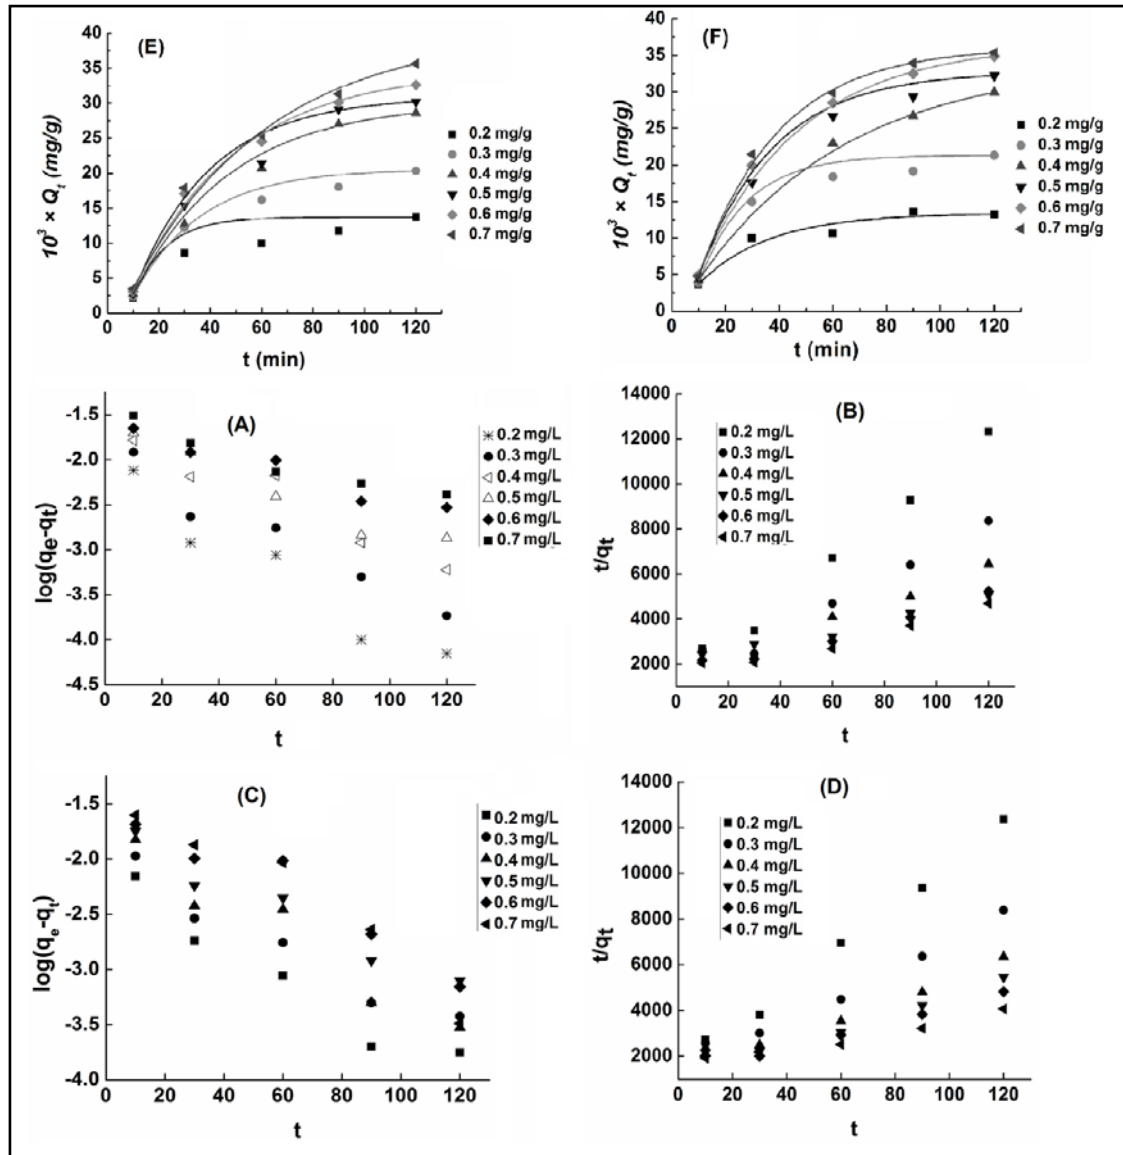 (E)
40
35
30
25
20
15
10
5
0
10³ × Qt (mg/g)
0 20 40 60 80 100 120
t (min)
0.2 mg/g
0.3 mg/g
0.4 mg/g
0.5 mg/g
0.6 mg/g
0.7 mg/g
(F)
40
35
30
25
20
15
10
5
0
10³ × Qt (mg/g)
0 20 40 60 80 100 120
t (min)
0.2 mg/g
0.3 mg/g
0.4 mg/g
0.5 mg/g
0.6 mg/g
0.7 mg/g
(A)
-1.5
-2.0
-2.5
-3.0
-3.5
-4.0
-4.5
log(qe-qt)
0 20 40 60 80 100 120
t
0.2 mg/L
0.3 mg/L
0.4 mg/L
0.5 mg/L
0.6 mg/L
0.7 mg/L
(B)
14000
12000
10000
8000
6000
4000
2000
t/qt
0 20 40 60 80 100 120
t
0.2 mg/L
0.3 mg/L
0.4 mg/L
0.5 mg/L
0.6 mg/L
0.7 mg/L
(C)
-1.5
-2.0
-2.5
-3.0
-3.5
-4.0
log(qe-qt)
0 20 40 60 80 100 120
t
0.2 mg/L
0.3 mg/L
0.4 mg/L
0.5 mg/L
0.6 mg/L
0.7 mg/L
(D)
14000
12000
10000
8000
6000
4000
2000
t/qt
0 20 40 60 80 100 120
t
0.2 mg/L
0.3 mg/L
0.4 mg/L
0.5 mg/L
0.6 mg/L
0.7 mg/L